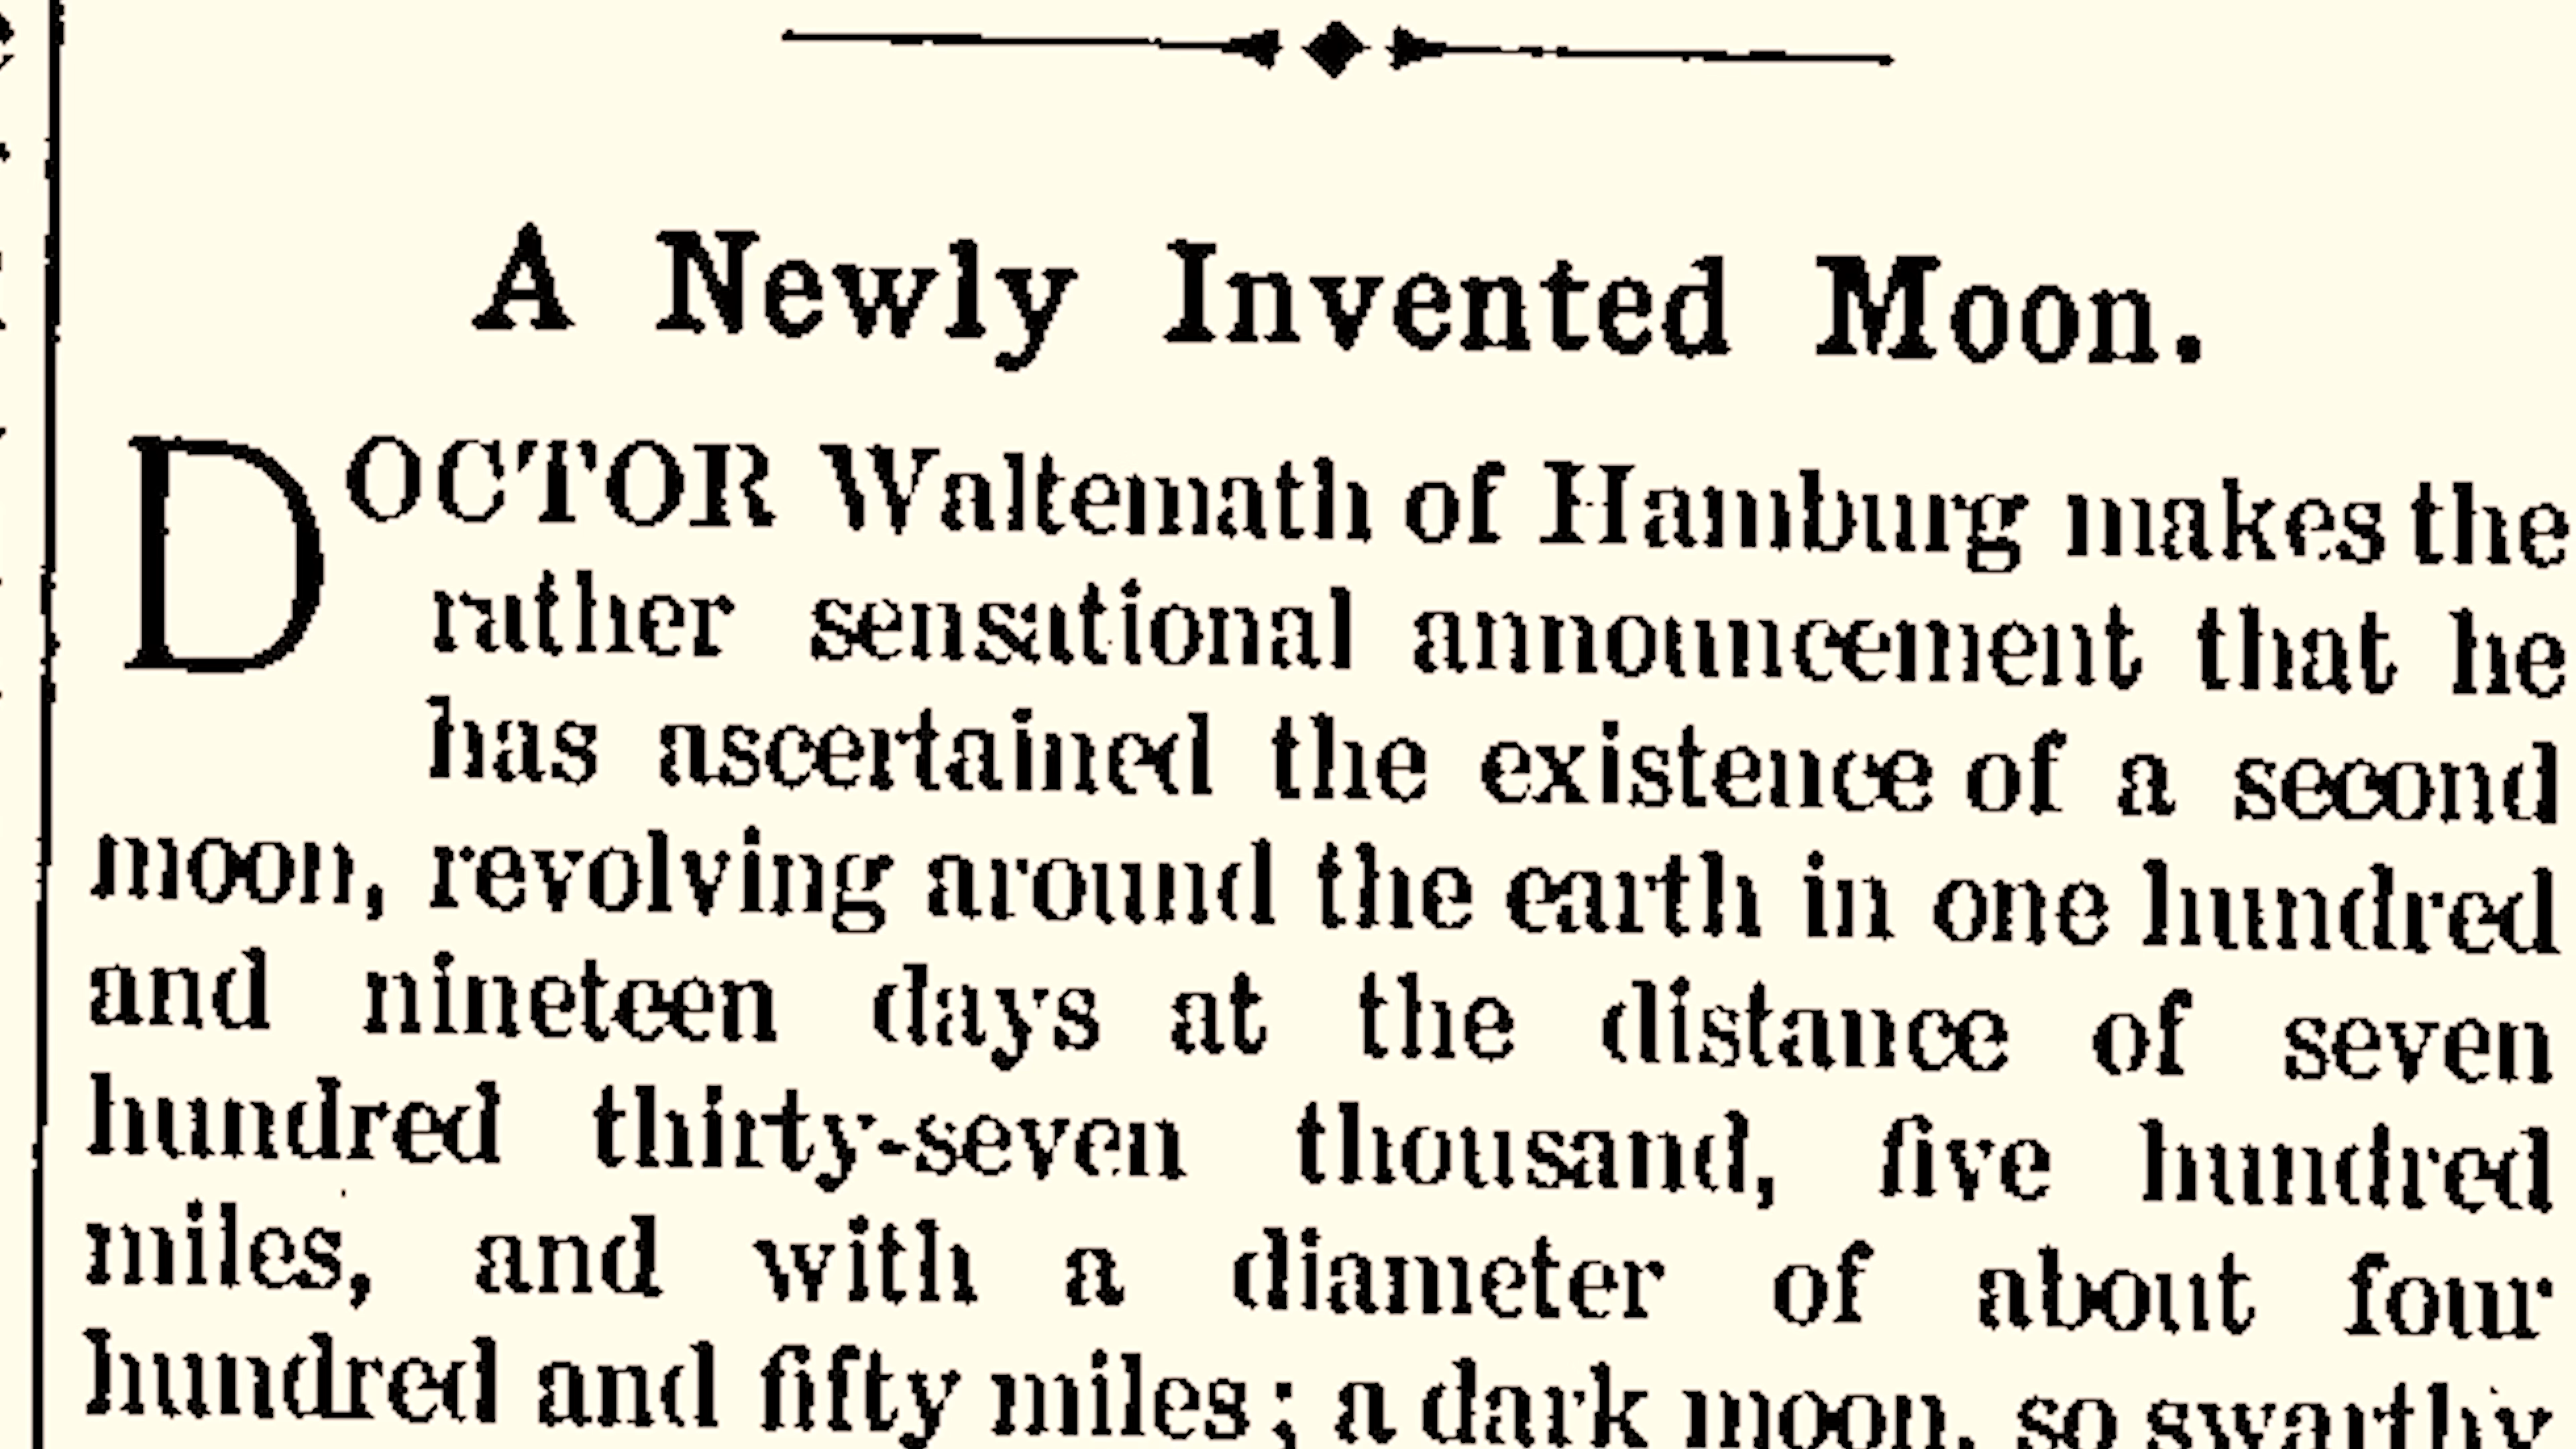 A Newly Invented Moon.
DOCTOR Waltemath of Hamburg makes the
rather sensational announcement that he
has ascertained the existence of a second
moon, revolving around the earth in one hundred
and nineteen days at the distance of seven
hundred thirty-seven thousand, five hundred
miles, and with a diameter of about four
hundred and fifty miles; a dark moon, so swarthy